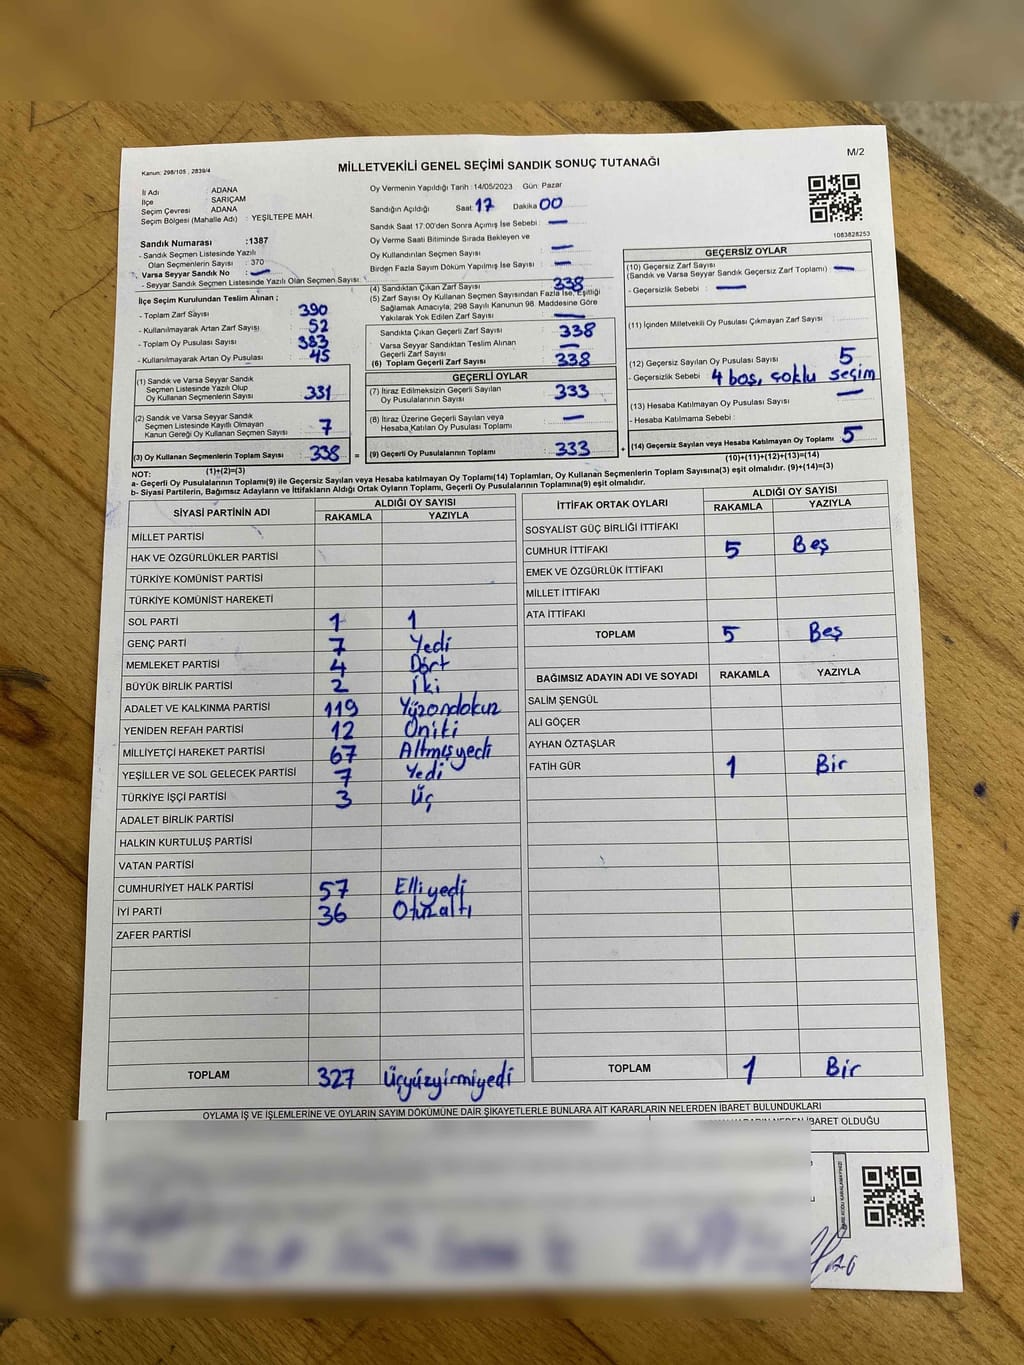 Kanun: 298/105 , 2839/4
MİLLETVEKİLİ GENEL SEÇİMİ SANDIK SONUÇ TUTANAĞI
M/2
İl Adı ADANA
İlçe SARIÇAM
Seçim Çevresi ADANA
Seçim Bölgesi (Mahalle Adı) : YEŞİLTEPE MAH.
Sandık Numarası :1387
- Sandık Seçmen Listesinde Yazılı
Olan Seçmenlerin Sayısı : 370
Varsa Seyyar Sandık No : —
- Seyyar Sandık Seçmen Listesinde Yazılı Olan Seçmen Sayısı :
İlçe Seçim Kurulundan Teslim Alınan ;
- Toplam Zarf Sayısı : 390
- Kullanılmayarak Artan Zarf Sayısı : 52
- Toplam Oy Pusulası Sayısı : 383
- Kullanılmayarak Artan Oy Pusulası : 45
(1) Sandık ve Varsa Seyyar Sandık
Seçmen Listesinde Yazılı Olup
Oy Kullanan Seçmenlerin Sayısı : 331
(2) Sandık ve Varsa Seyyar Sandık
Seçmen Listesinde Kayıtlı Olmayan
Kanun Gereği Oy Kullanan Seçmen Sayısı : 7
(3) Oy Kullanan Seçmenlerin Toplam Sayısı : 338 =
Oy Vermenin Yapıldığı Tarih : 14/05/2023 Gün: Pazar
Sandığın Açıldığı Saat: 17 Dakika 00
Sandık Saat 17.00'den Sonra Açımış İse Sebebi : —
Oy Verme Saati Bitiminde Sırada Bekleyen ve
Oy Kullandırılan Seçmen Sayısı : —
Birden Fazla Sayım Döküm Yapılmış İse Sayısı : —
(4) Sandıktan Çıkan Zarf Sayısı : 338
(5) Zarf Sayısı Oy Kullanan Seçmen Sayısından Fazla İse, Eşitliği
Sağlamak Amacıyla, 298 Sayılı Kanunun 98. Maddesine Göre
Yakılarak Yok Edilen Zarf Sayısı : —
Sandıkta Çıkan Geçerli Zarf Sayısı : 338
Varsa Seyyar Sandıktan Teslim Alınan
Geçerli Zarf Sayısı : —
(6) Toplam Geçerli Zarf Sayısı : 338
GEÇERLİ OYLAR
(7) İtiraz Edilmeksizin Geçerli Sayılan
Oy Pusulalarının Sayısı : 333
(8) İtiraz Üzerine Geçerli Sayılan veya
Hesaba Katılan Oy Pusulası Toplamı : —
(9) Geçerli Oy Pusulalarının Toplamı : 333 +
1083828253
GEÇERSİZ OYLAR
(10) Geçersiz Zarf Sayısı
(Sandık ve Varsa Seyyar Sandık Geçersiz Zarf Toplamı) : —
- Geçersizlik Sebebi : —
(11) İçinden Milletvekili Oy Pusulası Çıkmayan Zarf Sayısı :
(12) Geçersiz Sayılan Oy Pusulası Sayısı : 5
- Geçersizlik Sebebi : 4 boş, çoklu seçim
(13) Hesaba Katılmayan Oy Pusulası Sayısı : —
- Hesaba Katılmama Sebebi :
(14) Geçersiz Sayılan veya Hesaba Katılmayan Oy Toplamı : 5
(1)+(2)=(3)
(10)+(11)+(12)+(13)=(14)
NOT:
a- Geçerli Oy Pusulalarının Toplamı(9) ile Geçersiz Sayılan veya Hesaba katılmayan Oy Toplamı(14) Toplamları, Oy Kullanan Seçmenlerin Toplam Sayısına(3) eşit olmalıdır. (9)+(14)=(3)
b- Siyasi Partilerin, Bağımsız Adayların ve İttifakların Aldığı Ortak Oyların Toplamı, Geçerli Oy Pusulalarının Toplamına(9) eşit olmalıdır.
SİYASİ PARTİNİN ADI ALDIĞI OY SAYISI
RAKAMLA YAZIYLA
MİLLET PARTİSİ
HAK VE ÖZGÜRLÜKLER PARTİSİ
TÜRKİYE KOMÜNİST PARTİSİ
TÜRKİYE KOMÜNİST HAREKETİ
SOL PARTİ 1 1
GENÇ PARTİ 7 Yedi
MEMLEKET PARTİSİ 4 Dört
BÜYÜK BİRLİK PARTİSİ 2 İki
ADALET VE KALKINMA PARTİSİ 119 Yüzondokuz
YENİDEN REFAH PARTİSİ 12 Oniki
MİLLİYETÇİ HAREKET PARTİSİ 67 Altmışyedi
YEŞİLLER VE SOL GELECEK PARTİSİ 7 Yedi
TÜRKİYE İŞÇİ PARTİSİ 3 Üç
ADALET BİRLİK PARTİSİ
HALKIN KURTULUŞ PARTİSİ
VATAN PARTİSİ
CUMHURİYET HALK PARTİSİ 57 Elliyedi
İYİ PARTİ 36 Otuzaltı
ZAFER PARTİSİ
TOPLAM 327 Üçyüzyirmiyedi
İTTİFAK ORTAK OYLARI ALDIĞI OY SAYISI
RAKAMLA YAZIYLA
SOSYALİST GÜÇ BİRLİĞİ İTTİFAKI
CUMHUR İTTİFAKI 5 Beş
EMEK VE ÖZGÜRLÜK İTTİFAKI
MİLLET İTTİFAKI
ATA İTTİFAKI
TOPLAM 5 Beş
BAĞIMSIZ ADAYIN ADI VE SOYADI RAKAMLA YAZIYLA
SALİM ŞENGÜL
ALİ GÖÇER
AYHAN ÖZTAŞLAR
FATİH GÜR 1 Bir
TOPLAM 1 Bir
OYLAMA İŞ VE İŞLEMLERİNE VE OYLARIN SAYIM DÖKÜMÜNE DAİR ŞİKAYETLERLE BUNLARA AİT KARARLARIN NELERDEN İBARET BULUNDUKLARI
İBARET OLDUĞU